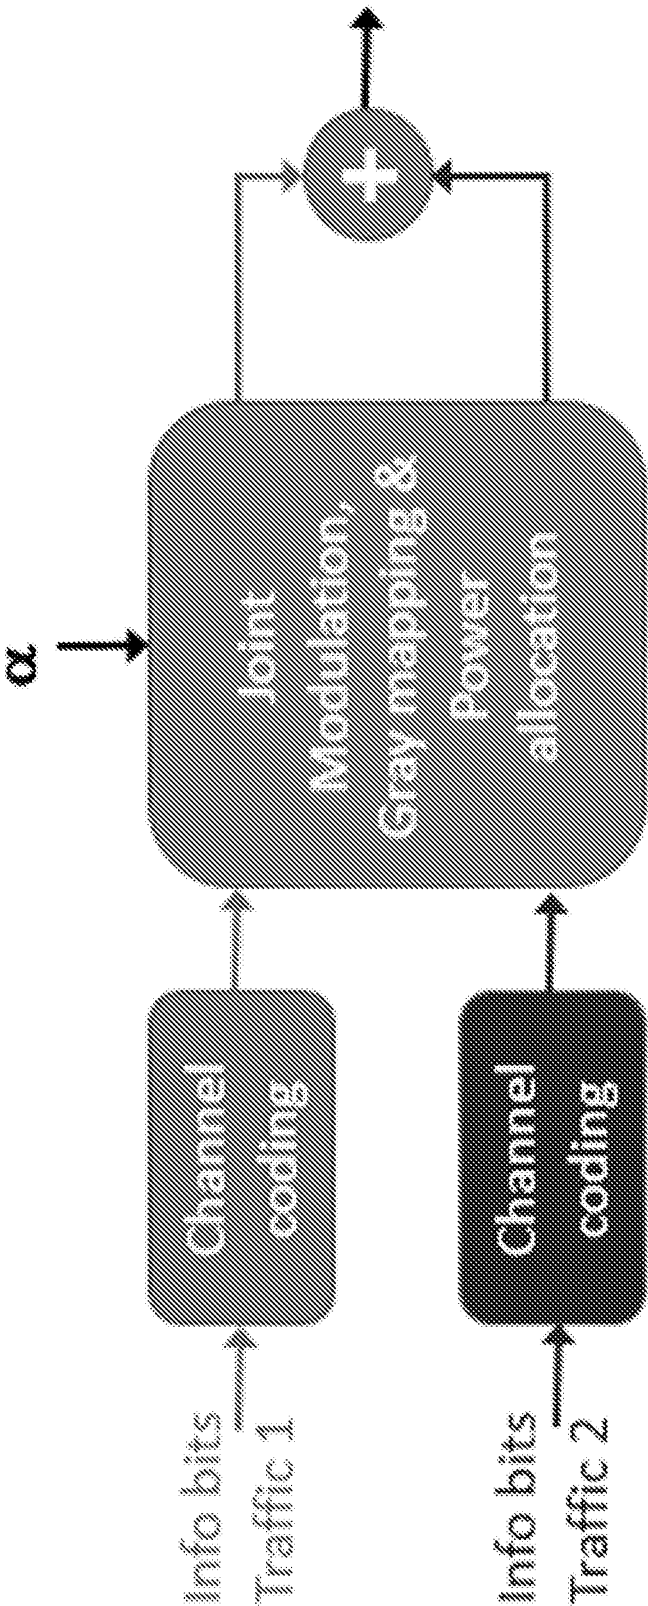 Info bits
Traffic 1
Channel
coding
Info bits
Traffic 2
Channel
coding
α
Joint
Modulation,
Gray mapping &
Power
allocation
+